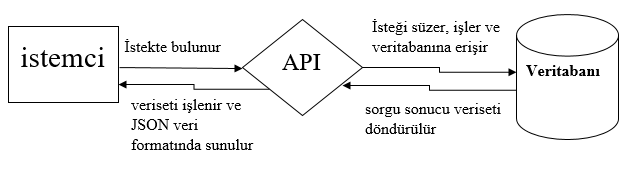 istemci
İstekte bulunur
API
İsteği süzer, işler ve
veritabanına erişir
Veritabanı
veriseti işlenir ve
JSON veri
formatında sunulur
sorgu sonucu veriseti
döndürülür